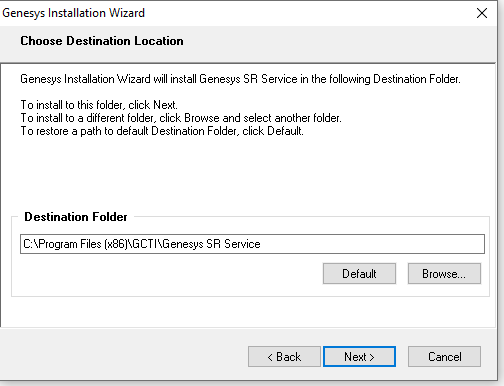 Genesys Installation Wizard
Choose Destination Location
Genesys Installation Wizard will install Genesys SR Service in the following Destination Folder.
To install to this folder, click Next.
To install to a different folder, click Browse and select another folder.
To restore a path to default Destination Folder, click Default.
Destination Folder
C:\Program Files (x86)\GCTI\Genesys SR Service
Default Browse...
< Back Next > Cancel